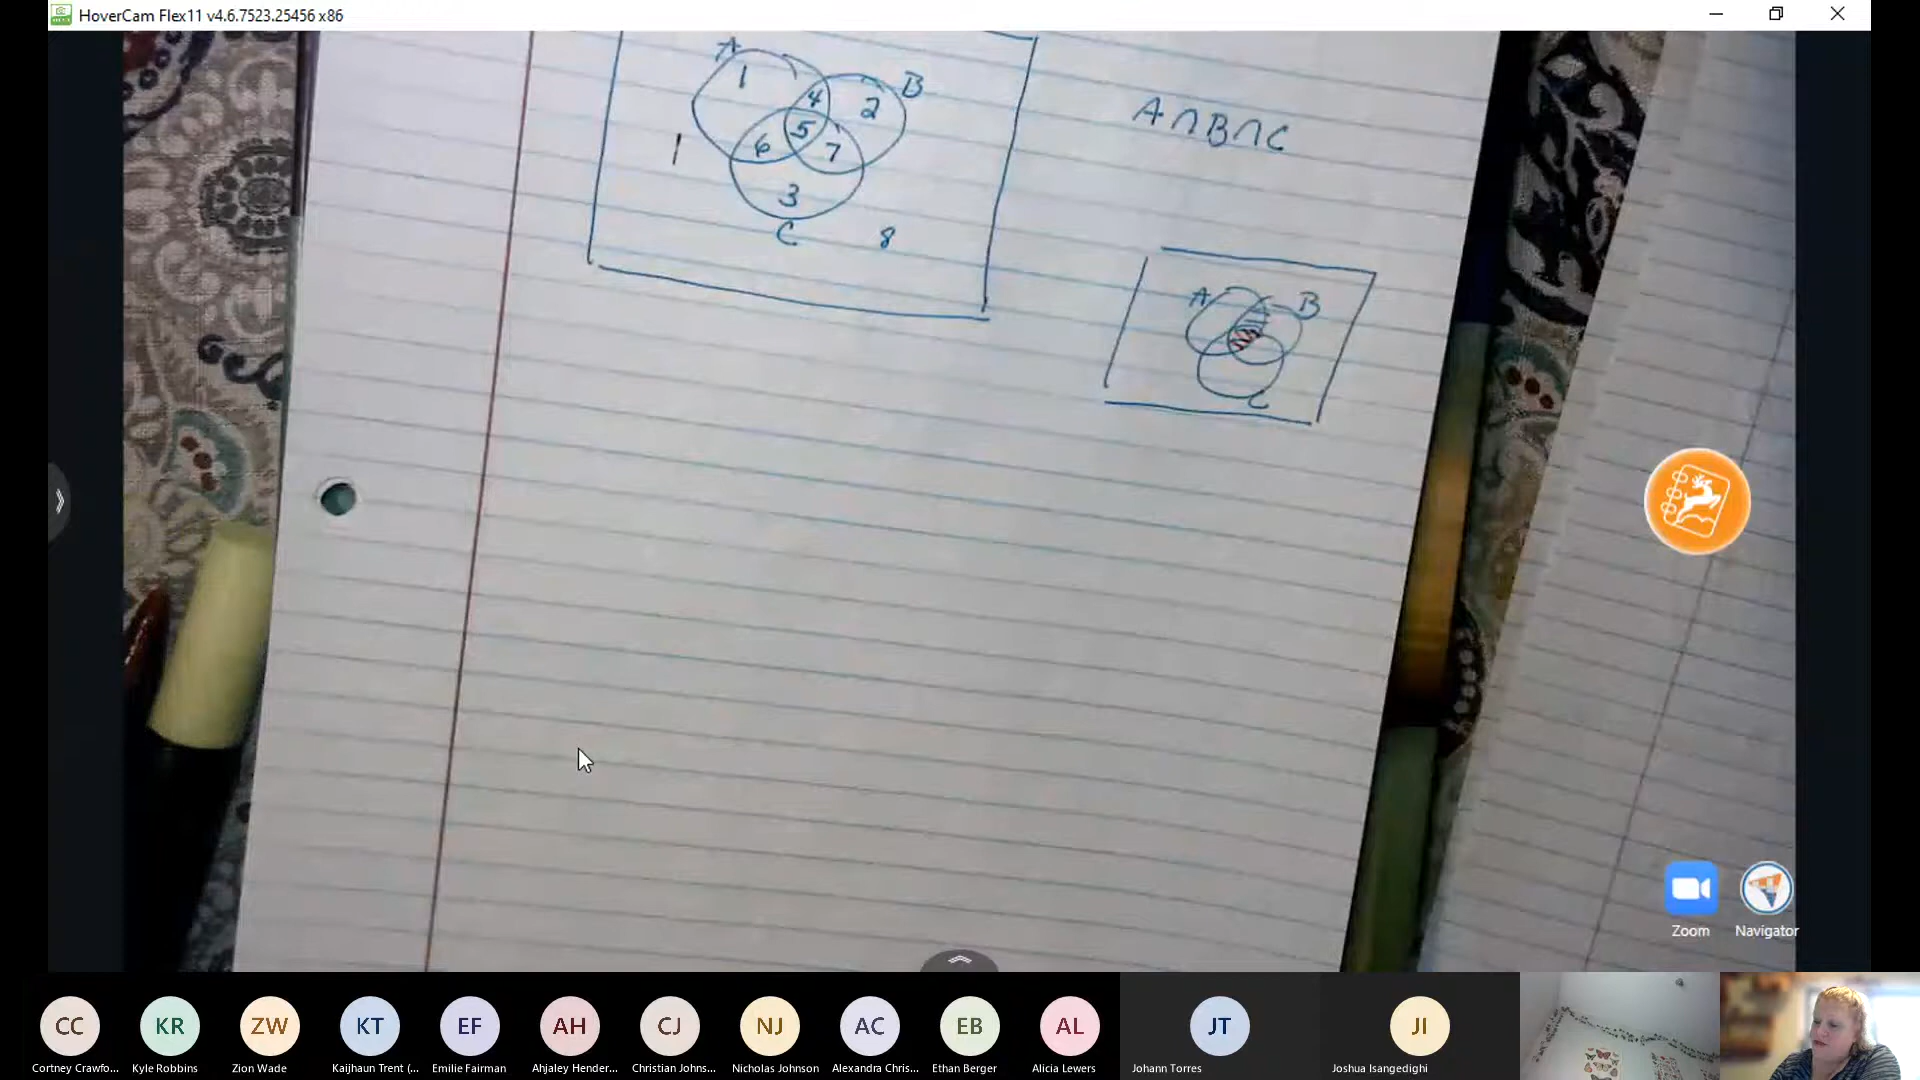 HoverCam Flex11 v4.6.7523.25456 x86
A
1
4
2
B
5
6
7
1
3
C
8
A∩B∩C
A
B
C
Zoom
Navigator
CC
KR
ZW
KT
EF
AH
CJ
NJ
AC
EB
AL
JT
JI
Cortney Crawfo...
Kyle Robbins
Zion Wade
Kaijhaun Trent (...
Emilie Fairman
Ahjaley Hender...
Christian Johns...
Nicholas Johnson
Alexandra Chris...
Ethan Berger
Alicia Lewers
Johann Torres
Joshua Isangedighi